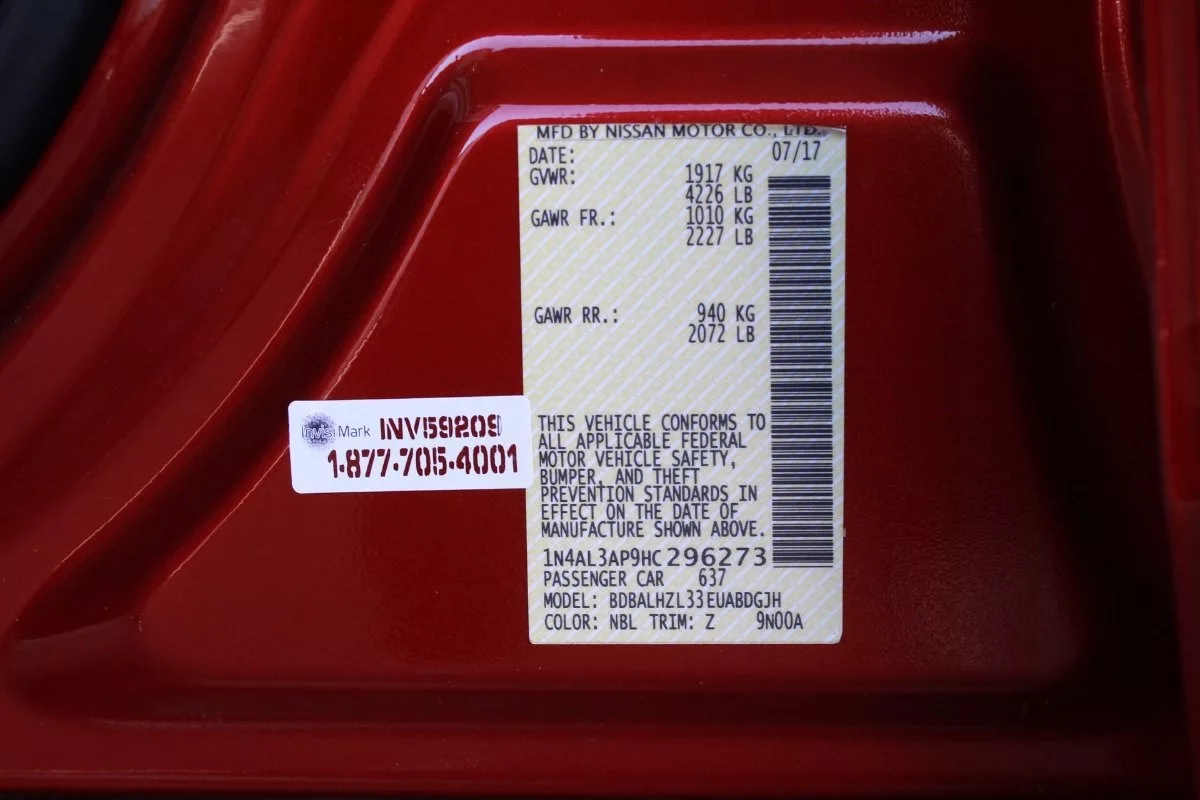 MFD BY NISSAN MOTOR CO., LTD.
DATE: 07/17
GVWR: 1917 KG
4226 LB
GAWR FR.: 1010 KG
2227 LB
GAWR RR.: 940 KG
2072 LB
InvisiMark INV59209
1-877-705-4001
THIS VEHICLE CONFORMS TO
ALL APPLICABLE FEDERAL
MOTOR VEHICLE SAFETY,
BUMPER, AND THEFT
PREVENTION STANDARDS IN
EFFECT ON THE DATE OF
MANUFACTURE SHOWN ABOVE.
1N4AL3AP9HC296273
PASSENGER CAR 637
MODEL: BDBALHZL33EUABDGJH
COLOR: NBL TRIM: Z 9N00A